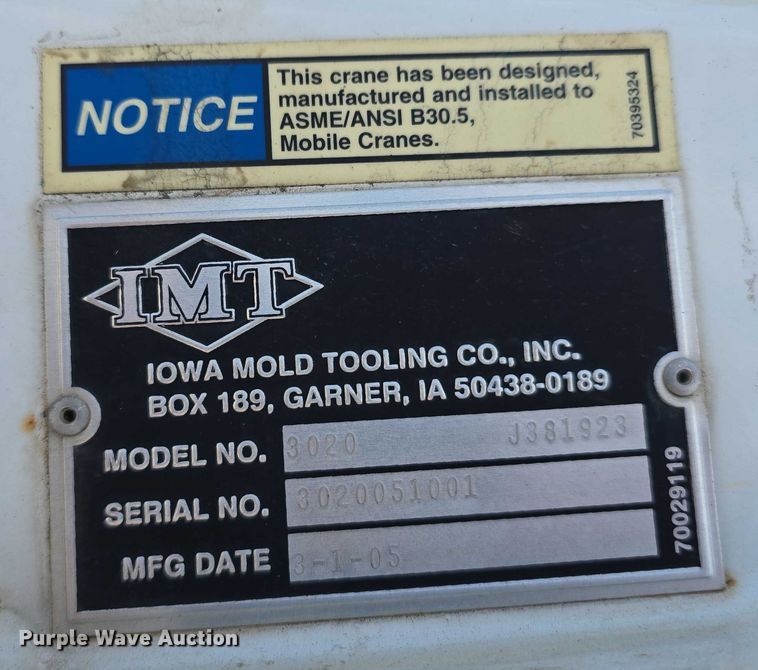 NOTICE
This crane has been designed,
manufactured and installed to
ASME/ANSI B30.5,
Mobile Cranes.
70395324
IMT
IOWA MOLD TOOLING CO., INC.
BOX 189, GARNER, IA 50438-0189
MODEL NO. 3020 J381923
SERIAL NO. 3020051001
MFG DATE 3-1-05
70029119
Purple Wave Auction